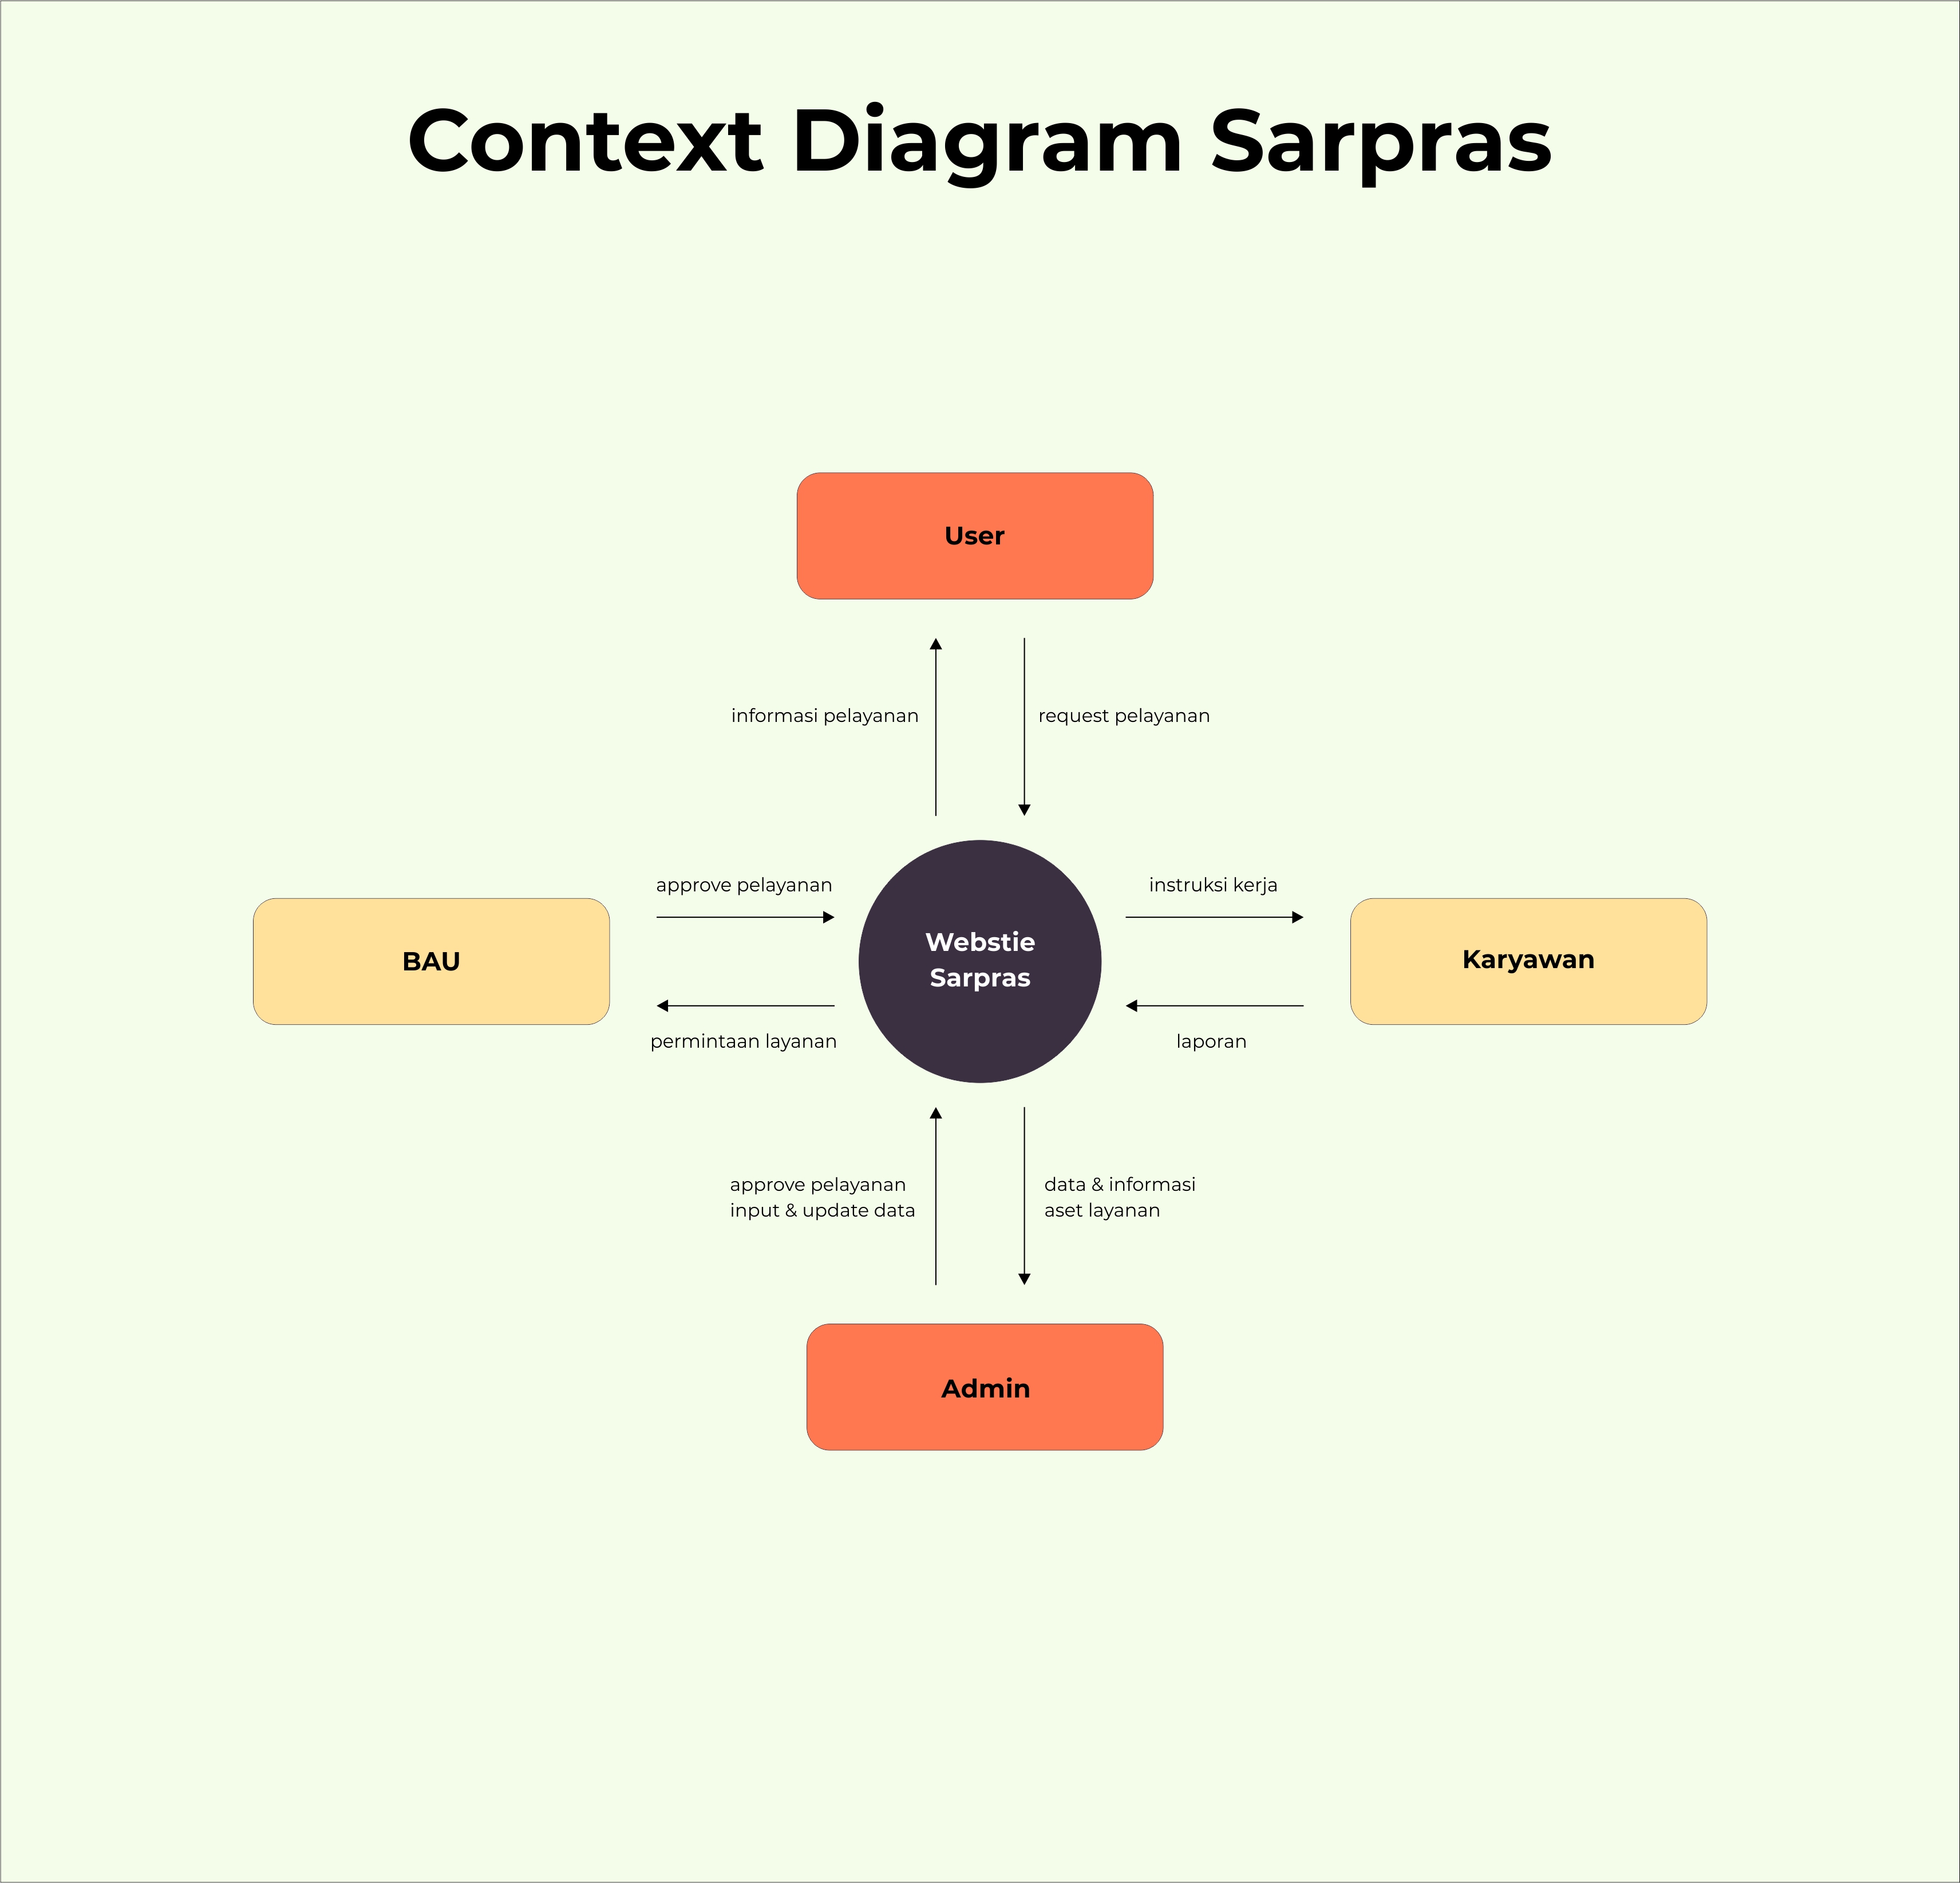 Context Diagram Sarpras
User
informasi pelayanan
request pelayanan
approve pelayanan
instruksi kerja
BAU
Webstie
Sarpras
Karyawan
permintaan layanan
laporan
approve pelayanan
input & update data
data & informasi
aset layanan
Admin